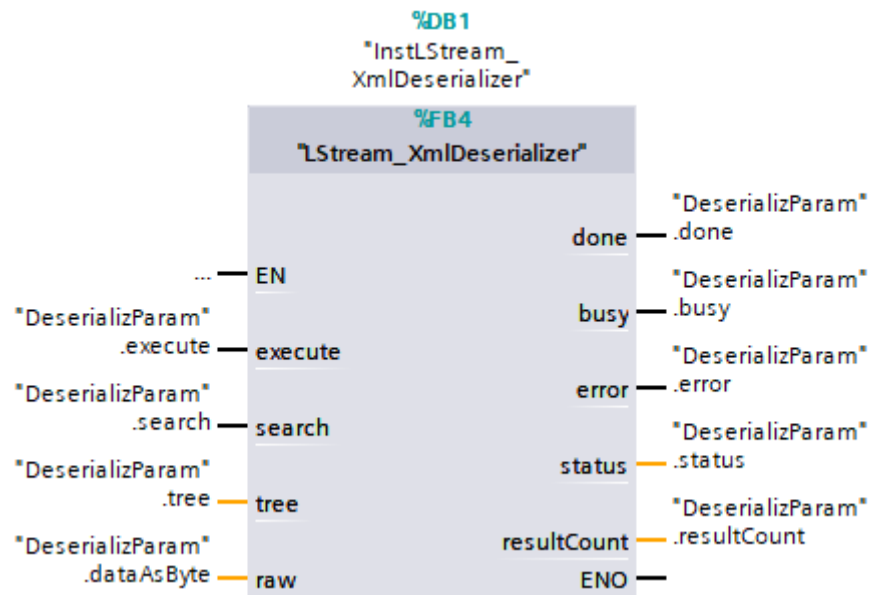 %DB1
"InstLStream_
XmlDeserializer"
%FB4
"LStream_XmlDeserializer"
"DeserializParam"
done .done
... EN
"DeserializParam"
busy .busy
"DeserializParam"
.execute execute
"DeserializParam"
error .error
"DeserializParam"
.search search
"DeserializParam"
status .status
"DeserializParam"
.tree tree
"DeserializParam"
resultCount .resultCount
"DeserializParam"
.dataAsByte raw ENO